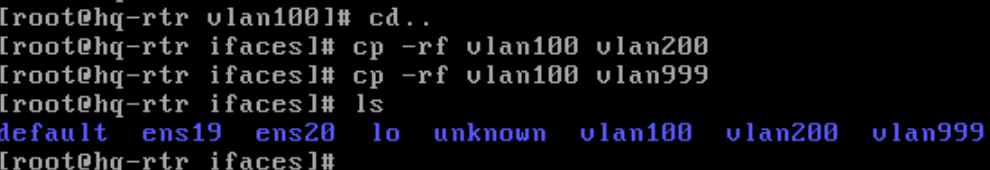 [root@hq-rtr vlan100]# cd..
[root@hq-rtr ifaces]# cp -rf vlan100 vlan200
[root@hq-rtr ifaces]# cp -rf vlan100 vlan999
[root@hq-rtr ifaces]# ls
default ens19 ens20 lo unknown vlan100 vlan200 vlan999
[root@hq-rtr ifaces]#